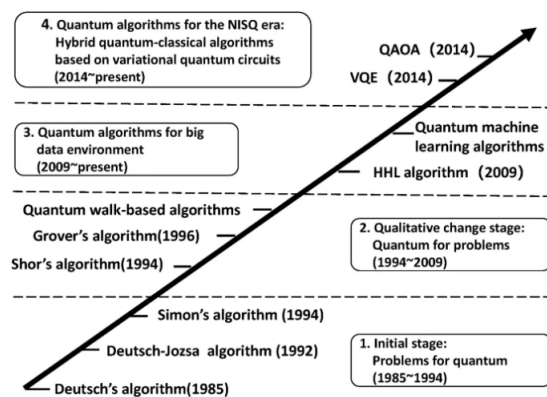 4. Quantum algorithms for the NISQ era:
Hybrid quantum-classical algorithms
based on variational quantum circuits
(2014~present)
QAOA (2014)
VQE (2014)
3. Quantum algorithms for big
data environment
(2009~present)
Quantum machine
learning algorithms
HHL algorithm (2009)
Quantum walk-based algorithms
Grover's algorithm(1996)
Shor's algorithm(1994)
2. Qualitative change stage:
Quantum for problems
(1994~2009)
Simon's algorithm (1994)
Deutsch-Jozsa algorithm (1992)
Deutsch's algorithm(1985)
1. Initial stage:
Problems for quantum
(1985~1994)